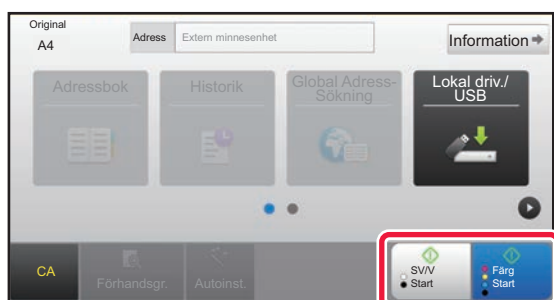 Original
A4
Adress
Extern minnesenhet
Information
Adressbok
Historik
Global Adress-
Sökning
Lokal driv./
USB
CA
Förhandsgr.
Autoinst.
SV/V
Start
Färg
Start